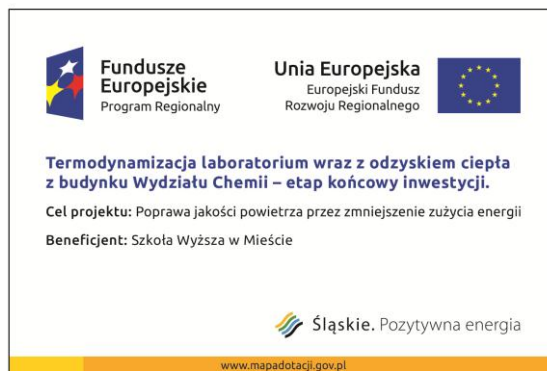 Fundusze
Europejskie
Program Regionalny
Unia Europejska
Europejski Fundusz
Rozwoju Regionalnego
Termodynamizacja laboratorium wraz z odzyskiem ciepła
z budynku Wydziału Chemii – etap końcowy inwestycji.
Cel projektu: Poprawa jakości powietrza przez zmniejszenie zużycia energii
Beneficjent: Szkoła Wyższa w Mieście
Śląskie. Pozytywna energia
www.mapadotacji.gov.pl